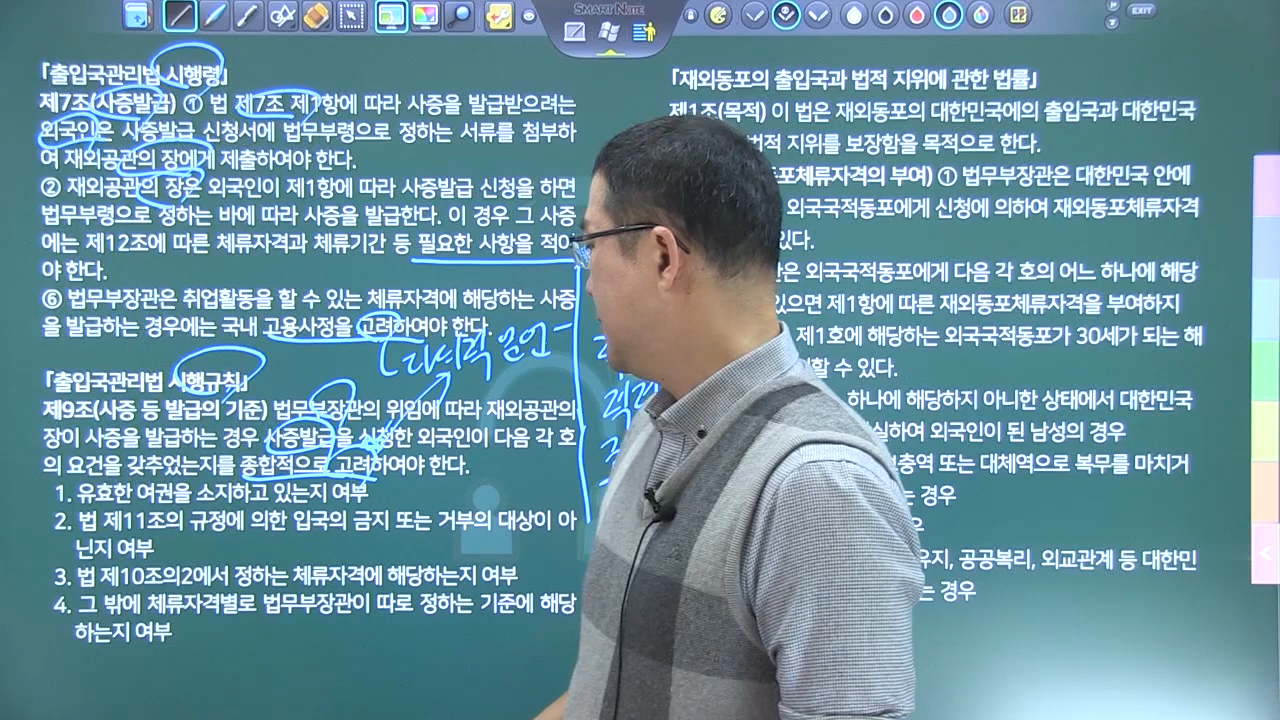 SMART NOTE
EXIT
「출입국관리법 시행령」
제7조(사증발급) ① 법 제7조 제1항에 따라 사증을 발급받으려는
외국인은 사증발급 신청서에 법무부령으로 정하는 서류를 첨부하
여 재외공관의 장에게 제출하여야 한다.
② 재외공관의 장은 외국인이 제1항에 따라 사증발급 신청을 하면
법무부령으로 정하는 바에 따라 사증을 발급한다. 이 경우 그 사증
에는 제12조에 따른 체류자격과 체류기간 등 필요한 사항을 적어
야 한다.
⑥ 법무부장관은 취업활동을 할 수 있는 체류자격에 해당하는 사증
을 발급하는 경우에는 국내 고용사정을 고려하여야 한다.
「출입국관리법 시행규칙」
제9조(사증 등 발급의 기준) 법무부장관의 위임에 따라 재외공관의
장이 사증을 발급하는 경우 사증발급을 신청한 외국인이 다음 각 호
의 요건을 갖추었는지를 종합적으로 고려하여야 한다.
1. 유효한 여권을 소지하고 있는지 여부
2. 법 제11조의 규정에 의한 입국의 금지 또는 거부의 대상이 아
닌지 여부
3. 법 제10조의2에서 정하는 체류자격에 해당하는지 여부
4. 그 밖에 체류자격별로 법무부장관이 따로 정하는 기준에 해당
하는지 여부
「재외동포의 출입국과 법적 지위에 관한 법률」
제1조(목적) 이 법은 재외동포의 대한민국에의 출입국과 대한민국
법적 지위를 보장함을 목적으로 한다.
동포체류자격의 부여) ① 법무부장관은 대한민국 안에
외국국적동포에게 신청에 의하여 재외동포체류자격
있다.
은 외국국적동포에게 다음 각 호의 어느 하나에 해당
있으면 제1항에 따른 재외동포체류자격을 부여하지
제1호에 해당하는 외국국적동포가 30세가 되는 해
할 수 있다.
하나에 해당하지 아니한 상태에서 대한민국
실하여 외국인이 된 남성의 경우
충역 또는 대체역으로 복무를 마치거
는 경우
유지, 공공복리, 외교관계 등 대한민
는 경우